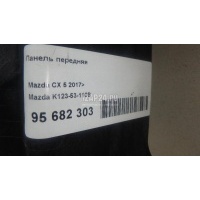 Панель передняя
Mazda CX 5 2017>
Mazda K123-53-110B
95 682 303